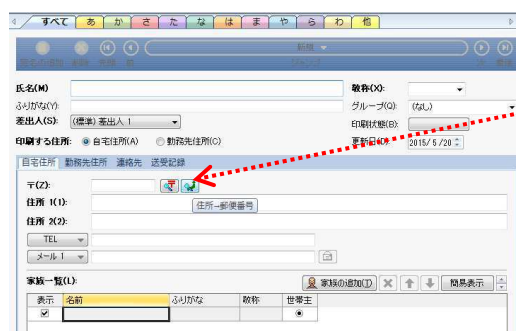 すべて あ か さ た な は ま や ら わ 他
新規
氏名(M)
敬称(X):
ふりがな(Y):
グループ(Q): (なし)
差出人(S): (標準) 差出人 1
印刷状態(B):
印刷する住所: 自宅住所(A) 勤務先住所(C)
更新日(D): 2015/ 5 /20
自宅住所 勤務先住所 連絡先 送受記録
〒(Z):
住所 1(1):
住所→郵便番号
住所 2(2):
TEL
メール 1
家族一覧(L):
家族の追加(T) 簡易表示
表示 名前 ふりがな 敬称 世帯主